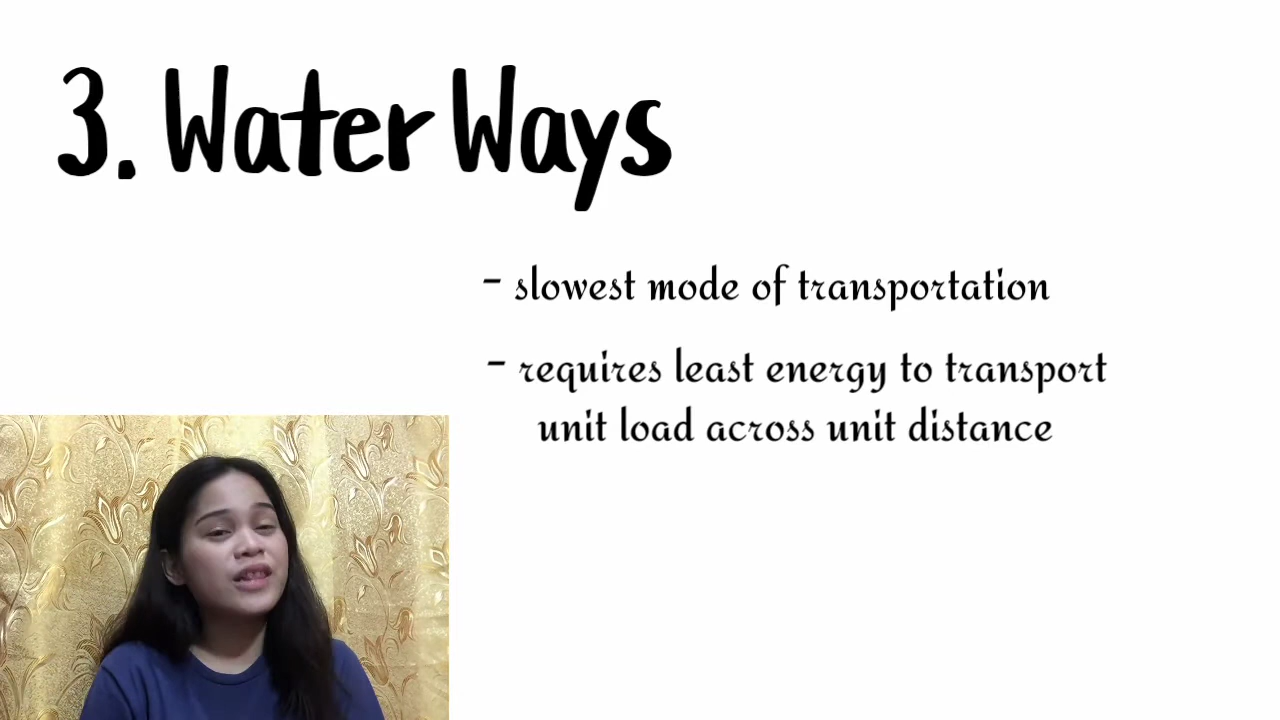 3. Water Ways
- slowest mode of transportation
- requires least energy to transport
unit load across unit distance